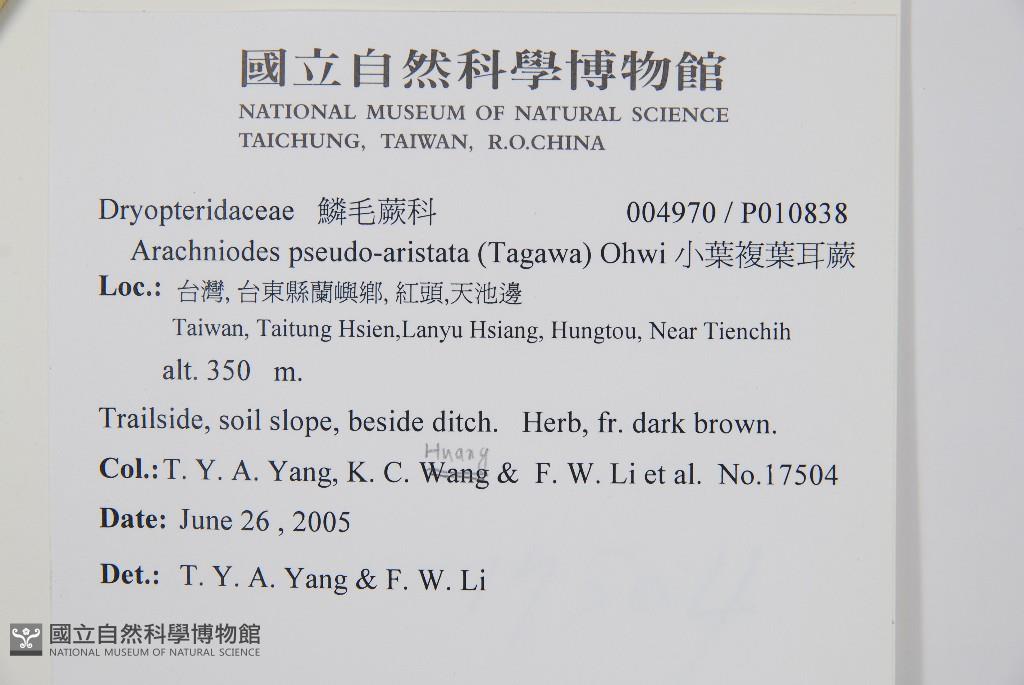 國立自然科學博物館
NATIONAL MUSEUM OF NATURAL SCIENCE
TAICHUNG, TAIWAN, R.O.CHINA
Dryopteridaceae 鱗毛蕨科 004970 / P010838
Arachniodes pseudo-aristata (Tagawa) Ohwi 小葉複葉耳蕨
Loc.: 台灣, 台東縣蘭嶼鄉, 紅頭,天池邊
Taiwan, Taitung Hsien,Lanyu Hsiang, Hungtou, Near Tienchih
alt. 350 m.
Trailside, soil slope, beside ditch. Herb, fr. dark brown.
Huang
Col.: T. Y. A. Yang, K. C. Wang & F. W. Li et al. No.17504
Date: June 26 , 2005
Det.: T. Y. A. Yang & F. W. Li
國立自然科學博物館
NATIONAL MUSEUM OF NATURAL SCIENCE